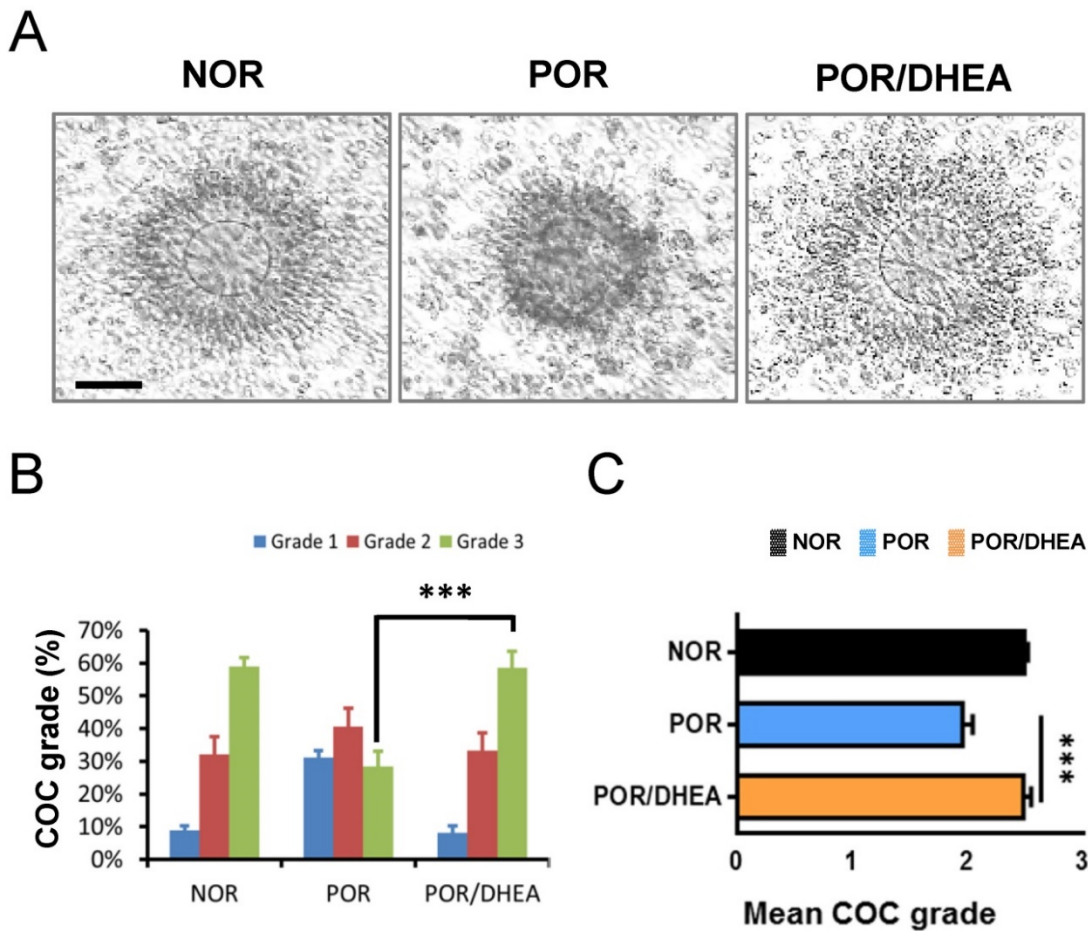 A
NOR POR POR/DHEA
B
Grade 1 Grade 2 Grade 3
***
COC grade (%)
70%
60%
50%
40%
30%
20%
10%
0%
NOR POR POR/DHEA
C
NOR POR POR/DHEA
NOR
POR
POR/DHEA
***
0 1 2 3
Mean COC grade